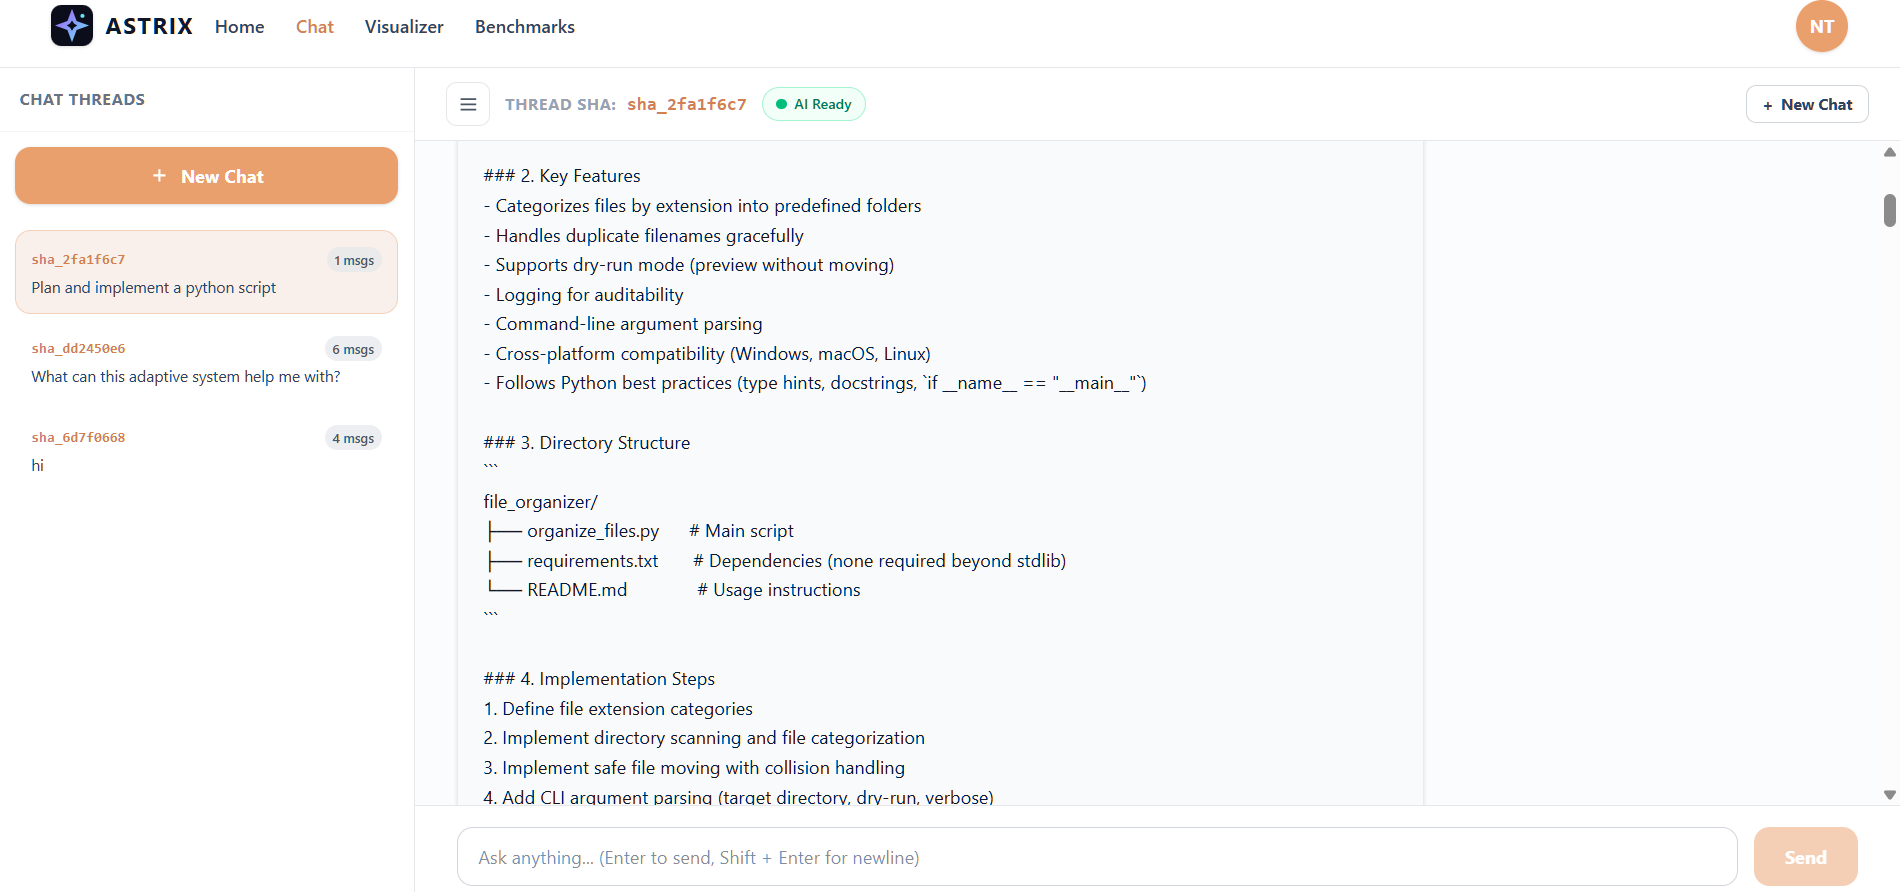 ASTRIX Home Chat Visualizer Benchmarks NT
CHAT THREADS
+ New Chat
sha_2fa1f6c7 1 msgs
Plan and implement a python script
sha_dd2450e6 6 msgs
What can this adaptive system help me with?
sha_6d7f0668 4 msgs
hi
THREAD SHA: sha_2fa1f6c7 AI Ready + New Chat
### 2. Key Features
- Categorizes files by extension into predefined folders
- Handles duplicate filenames gracefully
- Supports dry-run mode (preview without moving)
- Logging for auditability
- Command-line argument parsing
- Cross-platform compatibility (Windows, macOS, Linux)
- Follows Python best practices (type hints, docstrings, `if __name__ == "__main__"`)
### 3. Directory Structure
```
file_organizer/
├── organize_files.py # Main script
├── requirements.txt # Dependencies (none required beyond stdlib)
└── README.md # Usage instructions
```
### 4. Implementation Steps
1. Define file extension categories
2. Implement directory scanning and file categorization
3. Implement safe file moving with collision handling
4. Add CLI argument parsing (target directory, dry-run, verbose)
Ask anything... (Enter to send, Shift + Enter for newline) Send